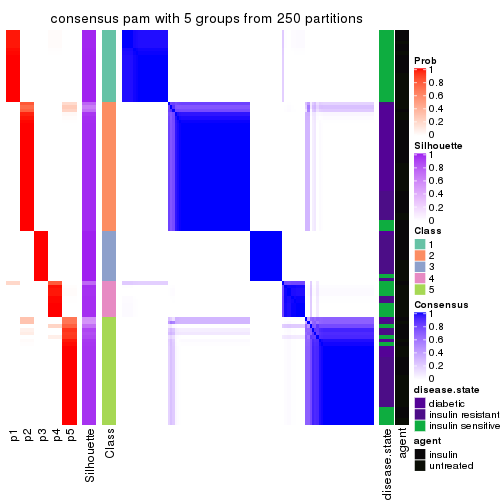 consensus pam with 5 groups from 250 partitions
Prob
1
0.8
0.6
0.4
0.2
0
Silhouette
1
0.8
0.6
0.4
0.2
0
Class
1
2
3
4
5
Consensus
1
0.8
0.6
0.4
0.2
0
disease.state
diabetic
insulin resistant
insulin sensitive
agent
insulin
untreated
p1
p2
p3
p4
p5
Silhouette
Class
disease.state
agent